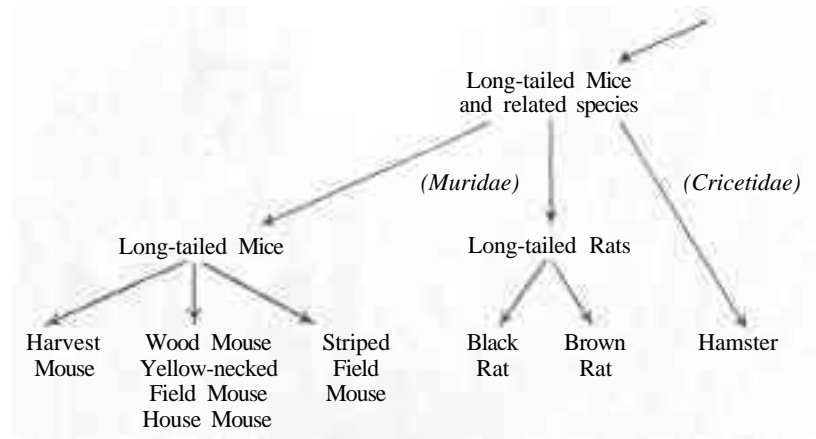 Long-tailed Mice
and related species
(Muridae)
(Cricetidae)
Long-tailed Mice
Long-tailed Rats
Harvest
Mouse
Wood Mouse
Yellow-necked
Field Mouse
House Mouse
Striped
Field
Mouse
Black
Rat
Brown
Rat
Hamster